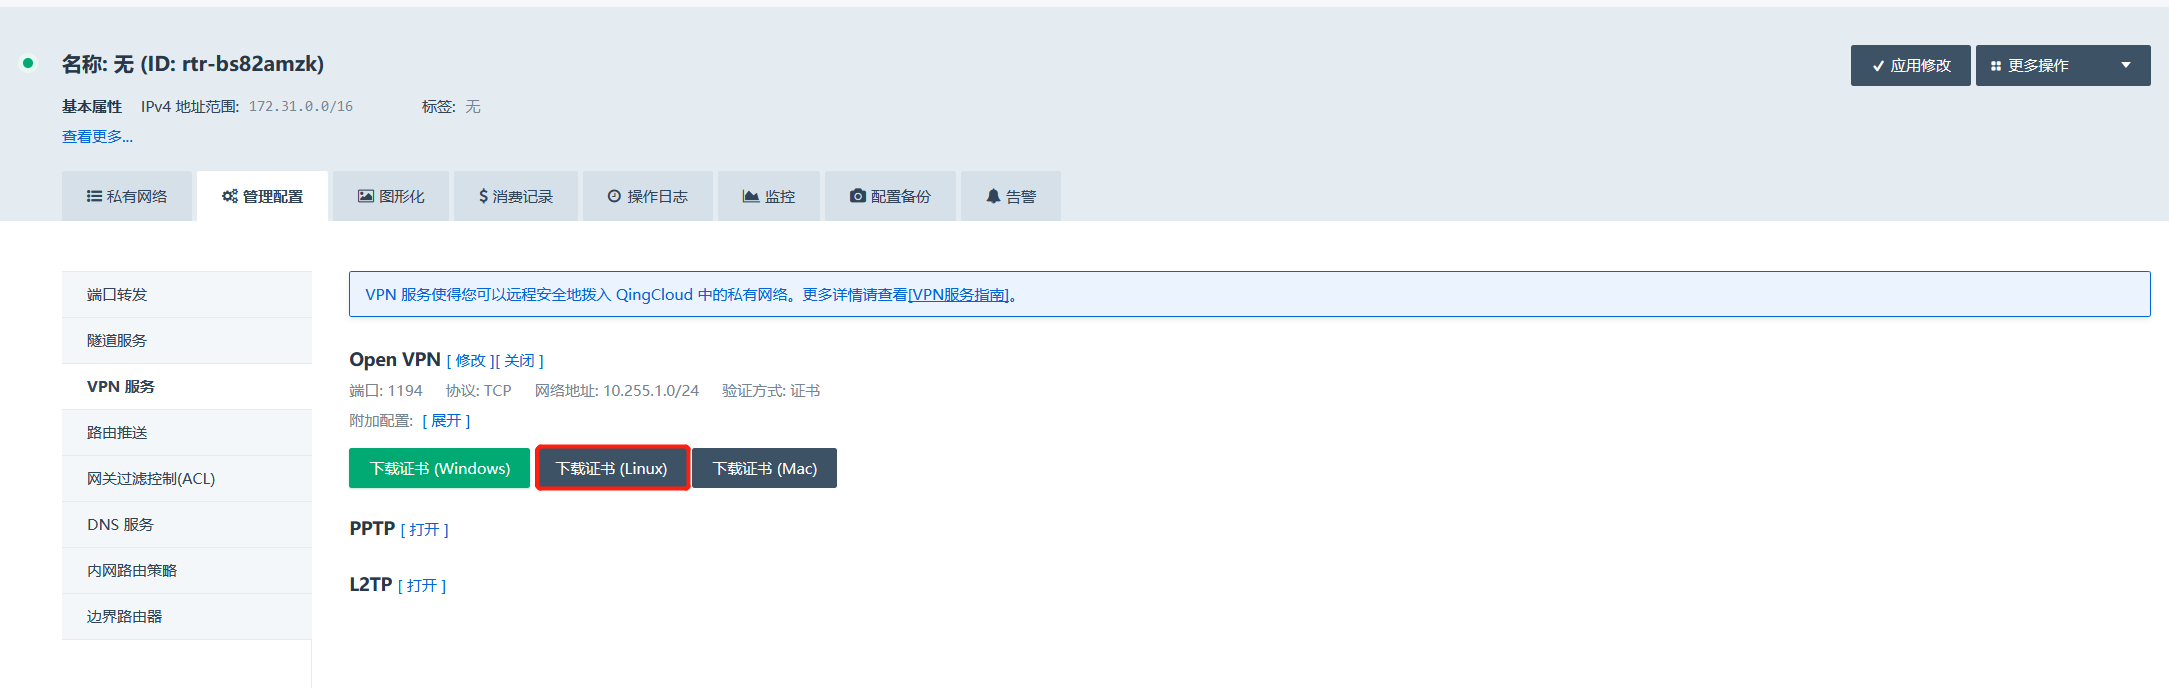 名称: 无 (ID: rtr-bs82amzk)
应用修改 更多操作
基本属性 IPv4 地址范围: 172.31.0.0/16 标签: 无
查看更多...
私有网络 管理配置 图形化 消费记录 操作日志 监控 配置备份 告警
端口转发
隧道服务
VPN 服务
路由推送
网关过滤控制(ACL)
DNS 服务
内网路由策略
边界路由器
VPN 服务使得您可以远程安全地拨入 QingCloud 中的私有网络。更多详情请查看[VPN服务指南]。
Open VPN [ 修改 ][ 关闭 ]
端口: 1194 协议: TCP 网络地址: 10.255.1.0/24 验证方式: 证书
附加配置: [ 展开 ]
下载证书 (Windows) 下载证书 (Linux) 下载证书 (Mac)
PPTP [ 打开 ]
L2TP [ 打开 ]